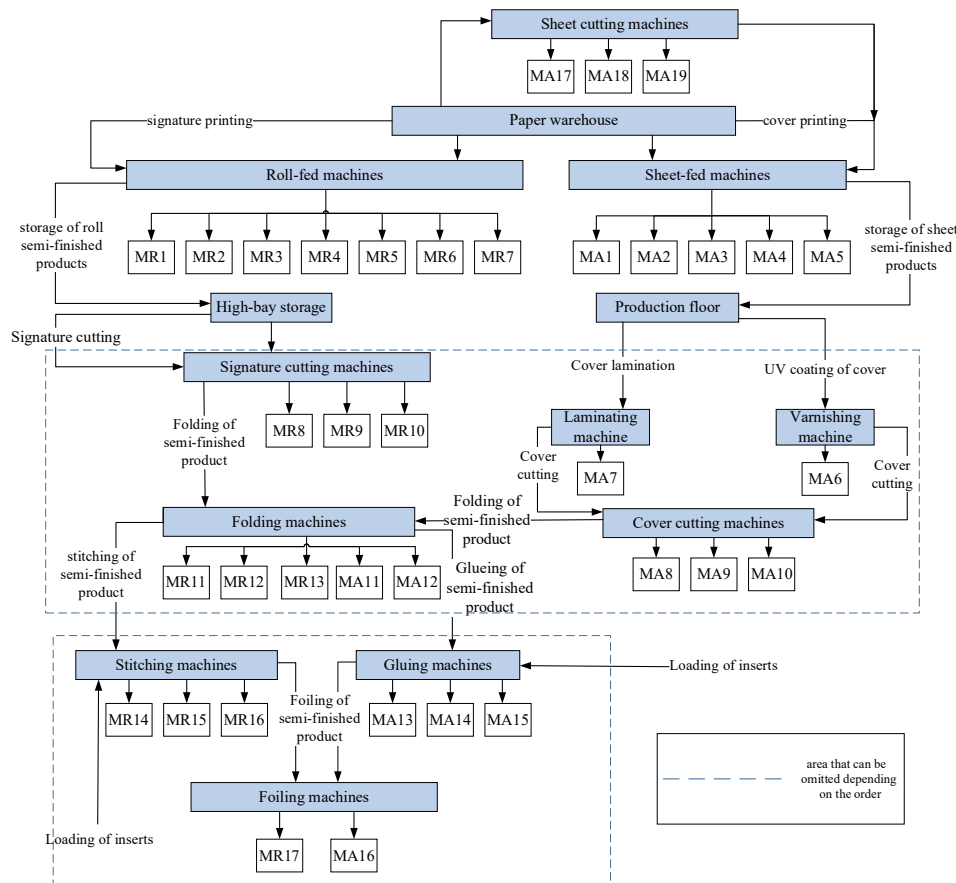 Sheet cutting machines
MA17
MA18
MA19
signature printing
Paper warehouse
cover printing
Roll-fed machines
Sheet-fed machines
storage of roll
semi-finished
products
MR1
MR2
MR3
MR4
MR5
MR6
MR7
MA1
MA2
MA3
MA4
MA5
storage of sheet
semi-finished
products
High-bay storage
Production floor
Signature cutting
Signature cutting machines
Cover lamination
UV coating of cover
Folding of
semi-finished
product
MR8
MR9
MR10
Laminating
machine
Varnishing
machine
Cover
cutting
MA7
MA6
Cover
cutting
Folding of
semi-finished
product
Folding machines
Cover cutting machines
stitching of
semi-finished
product
MR11
MR12
MR13
MA11
MA12
Glueing of
semi-finished
product
MA8
MA9
MA10
Stitching machines
Gluing machines
Loading of inserts
MR14
MR15
MR16
Foiling of
semi-finished
product
MA13
MA14
MA15
Foiling machines
Loading of inserts
MR17
MA16
area that can be
omitted depending
on the order